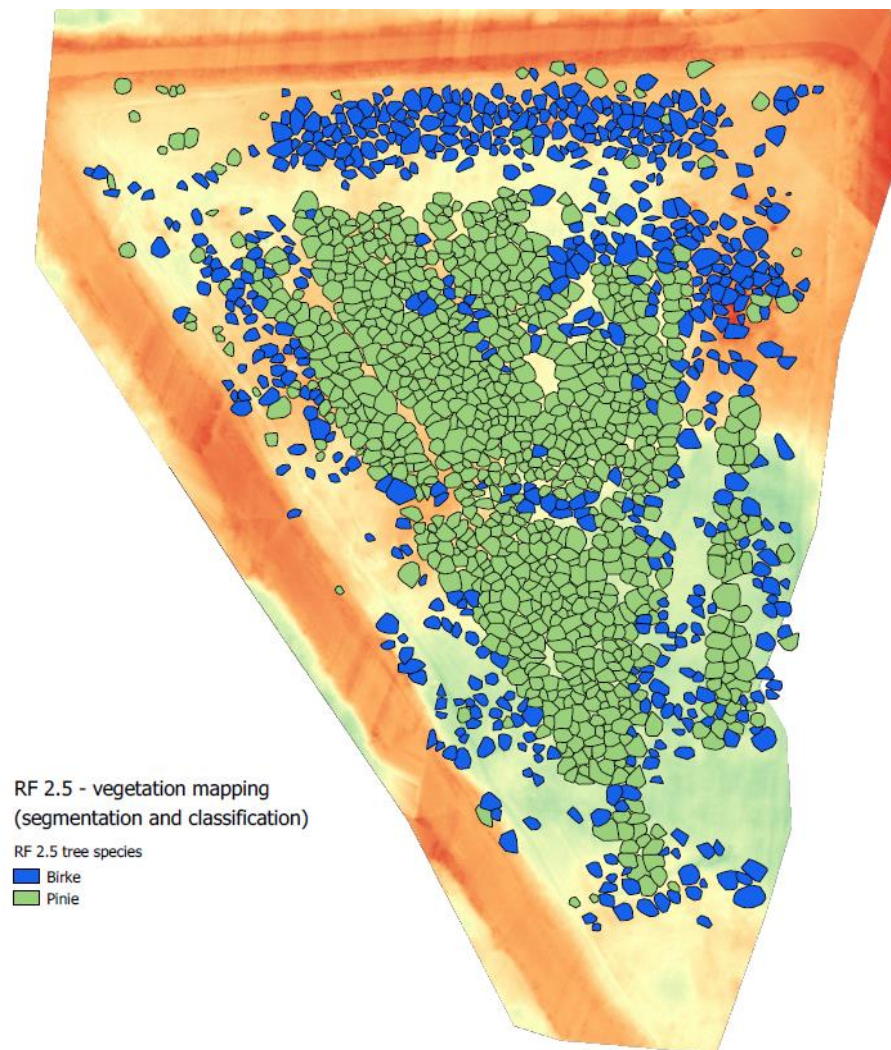 RF 2.5 - vegetation mapping
(segmentation and classification)
RF 2.5 tree species
Birke
Pinie